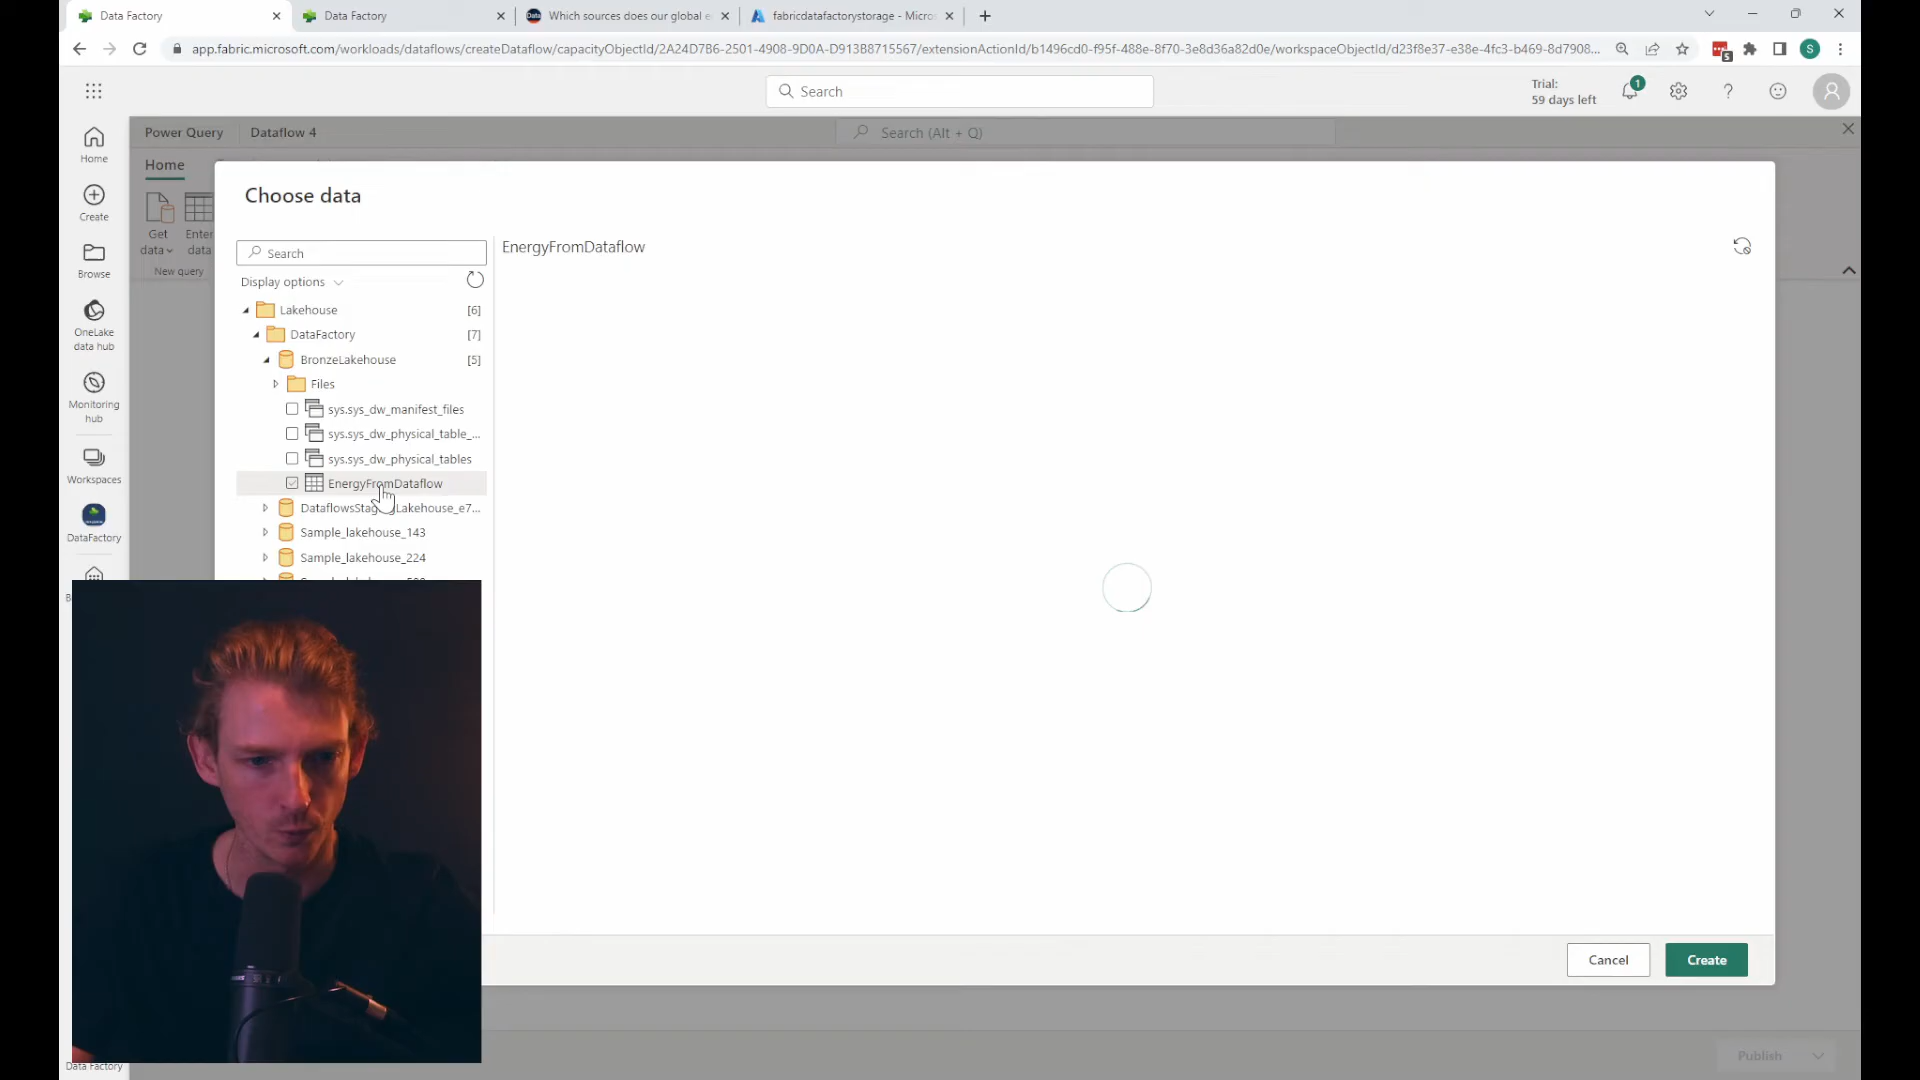 Data Factory
Data Factory
Which sources does our global e
fabricdatafactorystorage - Micro
app.fabric.microsoft.com/workloads/dataflows/createDataflow/capacityObjectId/2A24D7B6-2501-4908-9D0A-D913B8715567/extensionActionId/b1496cd0-f95f-488e-8f70-3e8d36a82d0e/workspaceObjectId/d23f8e37-e38e-4fc3-b469-8d7908...
5
S
Search
Trial:
59 days left
1
Home
Create
Browse
OneLake
data hub
Monitoring
hub
Workspaces
DataFactory
Data Factory
Power Query
Dataflow 4
Search (Alt + Q)
Home
Get
data
Enter
data
New query
Choose data
Search
Display options
Lakehouse [6]
DataFactory [7]
BronzeLakehouse [5]
Files
sys.sys_dw_manifest_files
sys.sys_dw_physical_table_...
sys.sys_dw_physical_tables
EnergyFromDataflow
Sample_lakehouse_143
Sample_lakehouse_224
EnergyFromDataflow
Cancel
Create
Publish